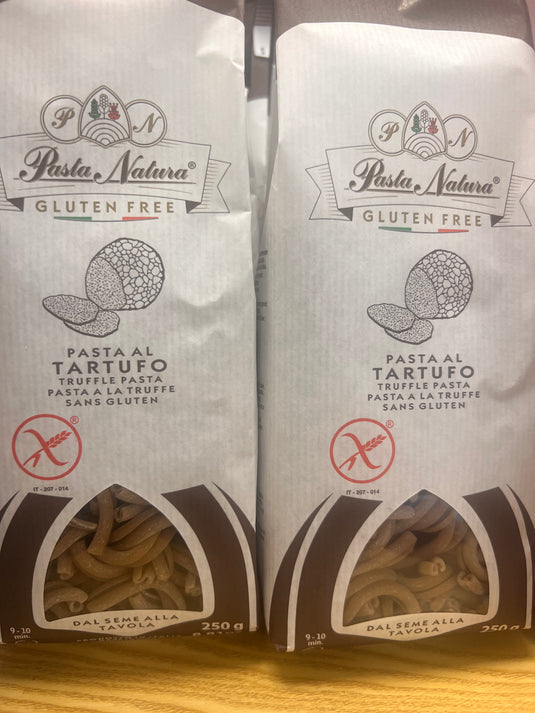 P N
Pasta Natura®
GLUTEN FREE
PASTA AL
TARTUFO
TRUFFLE PASTA
PASTA A LA TRUFFE
SANS GLUTEN
®
IT - 207 - 014
9 - 10
min.
DAL SEME ALLA
TAVOLA
250 g
P N
Pasta Natura®
GLUTEN FREE
PASTA AL
TARTUFO
TRUFFLE PASTA
PASTA A LA TRUFFE
SANS GLUTEN
®
IT - 207 - 014
9 - 10
min.
DAL SEME ALLA
TAVOLA
250 g